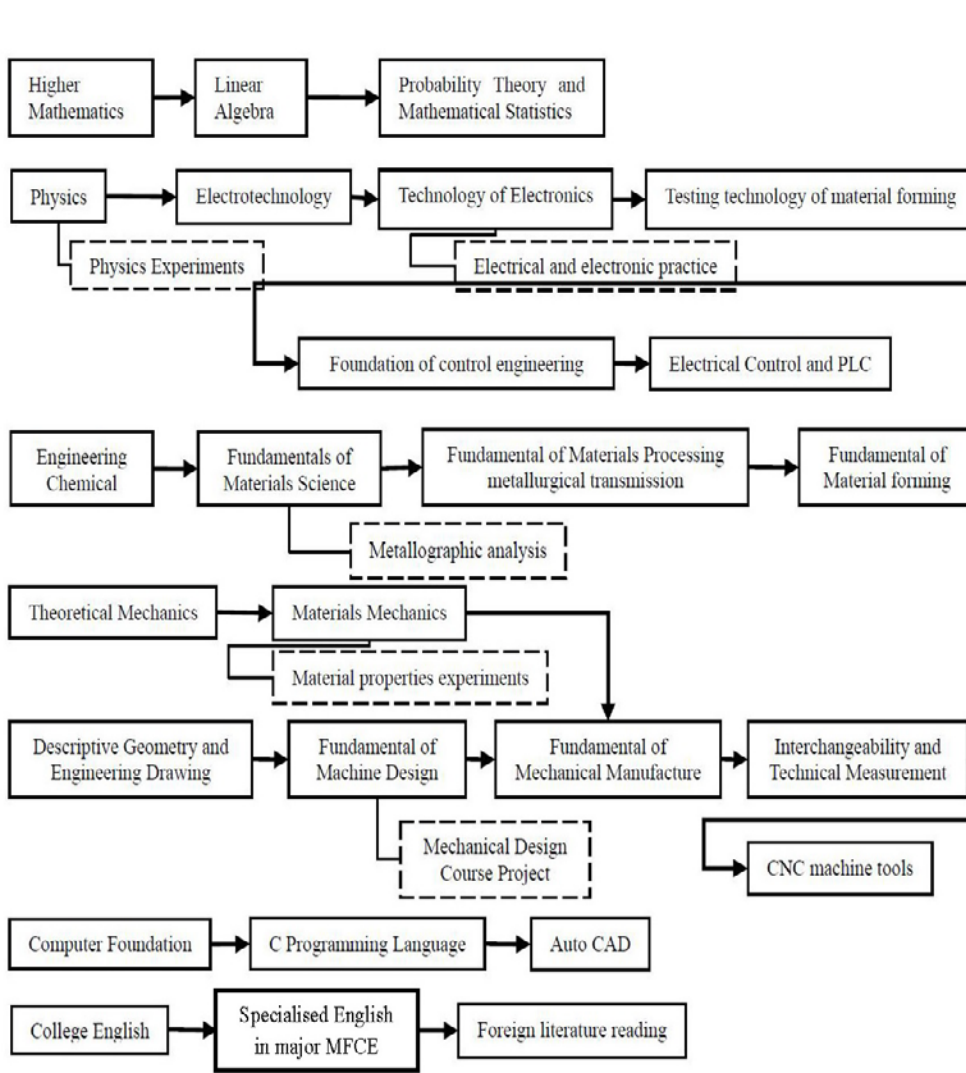 Higher
Mathematics
Linear
Algebra
Probability Theory and
Mathematical Statistics
Physics
Electrotechnology
Technology of Electronics
Testing technology of material forming
Physics Experiments
Electrical and electronic practice
Foundation of control engineering
Electrical Control and PLC
Engineering
Chemical
Fundamentals of
Materials Science
Fundamental of Materials Processing
metallurgical transmission
Fundamental of
Material forming
Metallographic analysis
Theoretical Mechanics
Materials Mechanics
Material properties experiments
Descriptive Geometry and
Engineering Drawing
Fundamental of
Machine Design
Fundamental of
Mechanical Manufacture
Interchangeability and
Technical Measurement
Mechanical Design
Course Project
CNC machine tools
Computer Foundation
C Programming Language
Auto CAD
College English
Specialised English
in major MFCE
Foreign literature reading